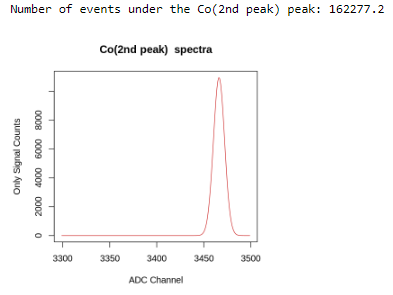 Number of events under the Co(2nd peak) peak: 162277.2
Co(2nd peak) spectra
Only Signal Counts
8000
6000
4000
2000
0
3300 3350 3400 3450 3500
ADC Channel